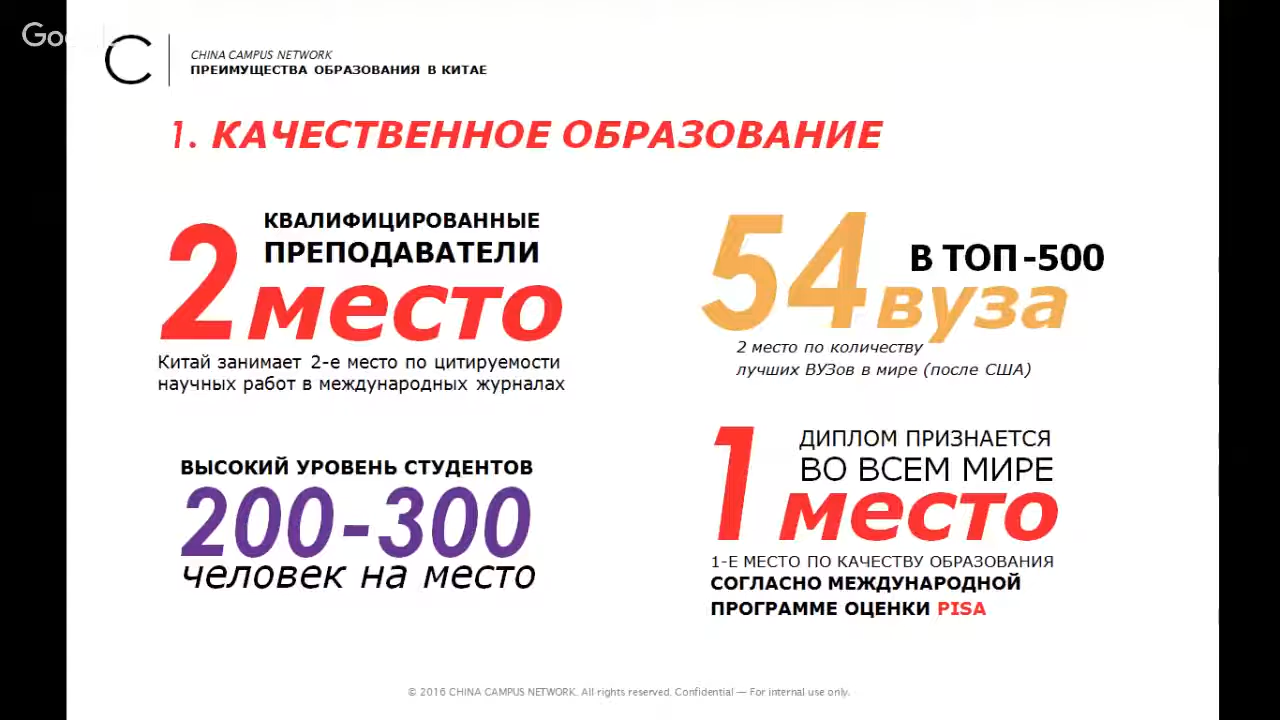 Google
CHINA CAMPUS NETWORK
ПРЕИМУЩЕСТВА ОБРАЗОВАНИЯ В КИТАЕ
1. КАЧЕСТВЕННОЕ ОБРАЗОВАНИЕ
КВАЛИФИЦИРОВАННЫЕ
ПРЕПОДАВАТЕЛИ
2 место
Китай занимает 2-е место по цитируемости
научных работ в международных журналах
54 В ТОП-500
вуза
2 место по количеству
лучших ВУЗов в мире (после США)
ВЫСОКИЙ УРОВЕНЬ СТУДЕНТОВ
200-300
человек на место
ДИПЛОМ ПРИЗНАЕТСЯ
ВО ВСЕМ МИРЕ
1 место
1-Е МЕСТО ПО КАЧЕСТВУ ОБРАЗОВАНИЯ
СОГЛАСНО МЕЖДУНАРОДНОЙ
ПРОГРАММЕ ОЦЕНКИ PISA
© 2016 CHINA CAMPUS NETWORK. All rights reserved. Confidential — For internal use only.